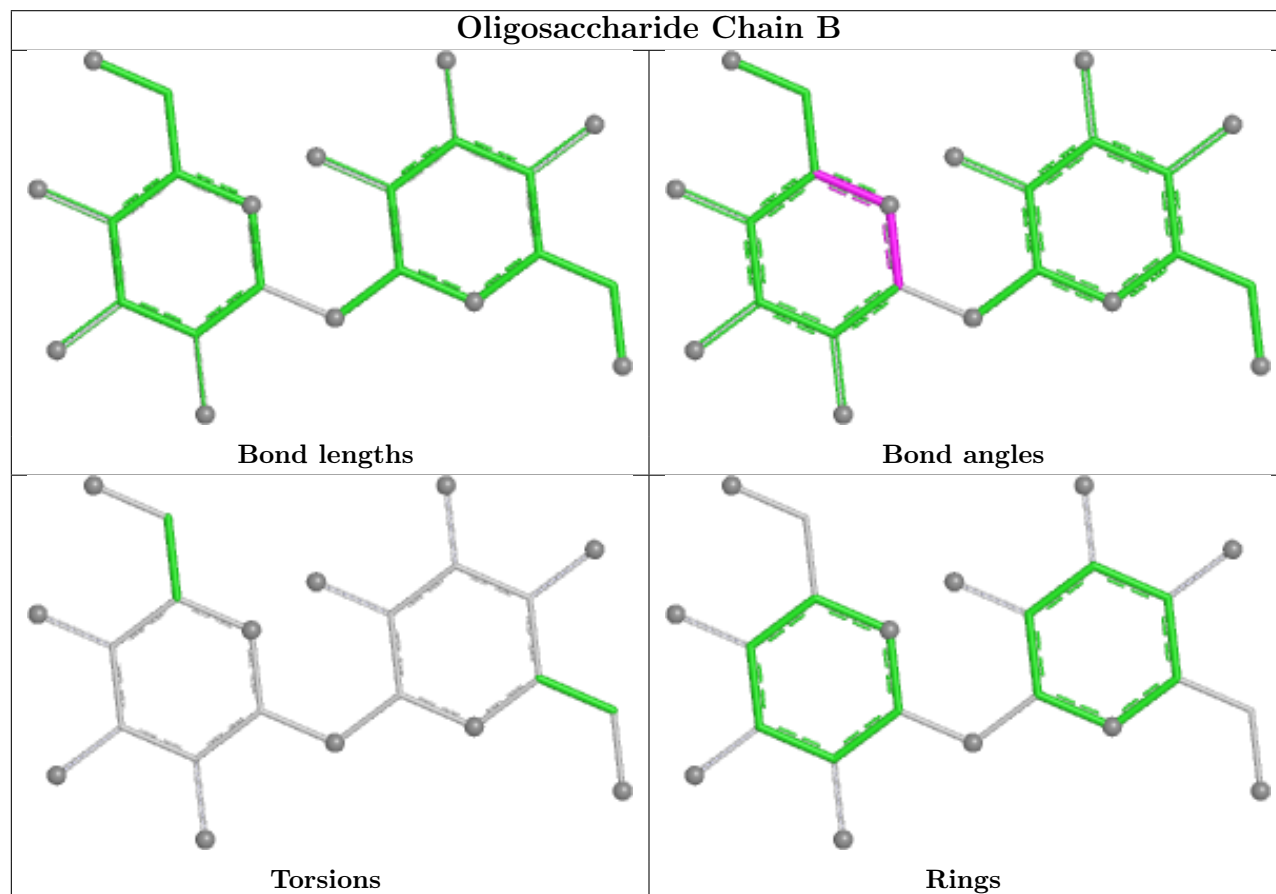 Oligosaccharide Chain B
Bond lengths
Bond angles
Torsions
Rings